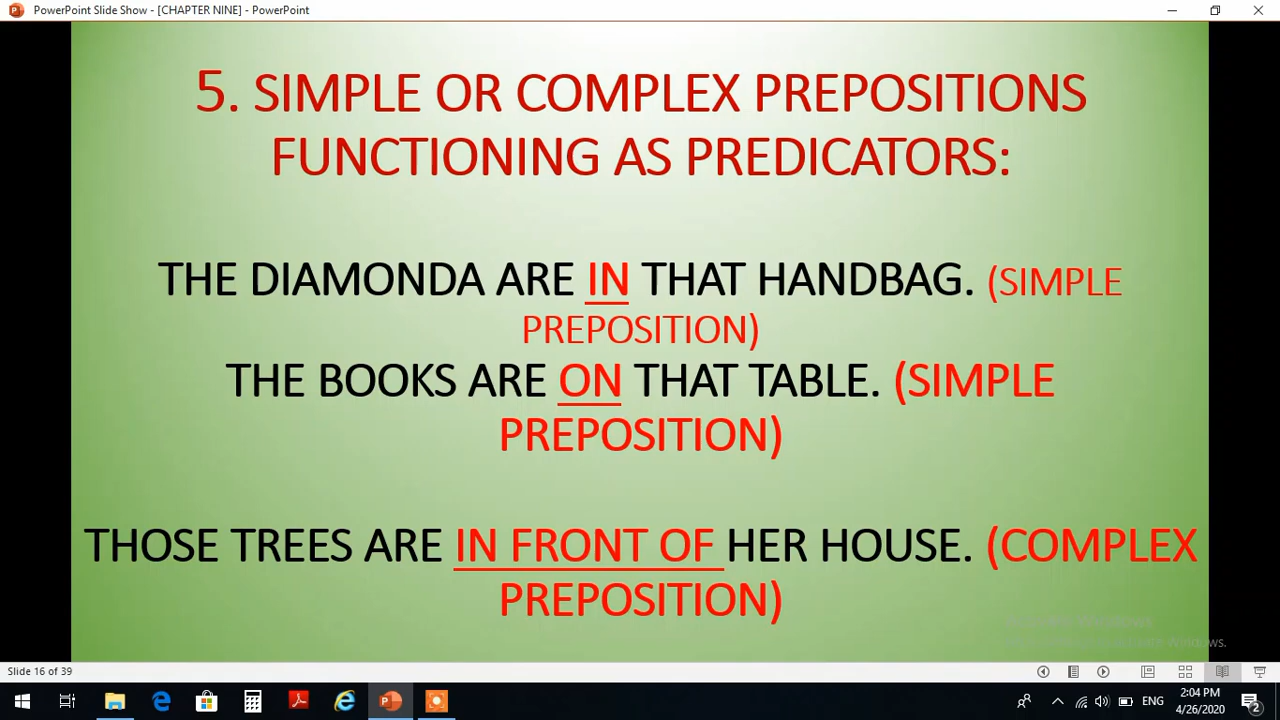 PowerPoint Slide Show - [CHAPTER NINE] - PowerPoint
5. SIMPLE OR COMPLEX PREPOSITIONS
FUNCTIONING AS PREDICATORS:
THE DIAMONDA ARE IN THAT HANDBAG. (SIMPLE
PREPOSITION)
THE BOOKS ARE ON THAT TABLE. (SIMPLE
PREPOSITION)
THOSE TREES ARE IN FRONT OF HER HOUSE. (COMPLEX
PREPOSITION)
Windows.
Slide 16 of 39
ENG
2:04 PM
4/26/2020
2